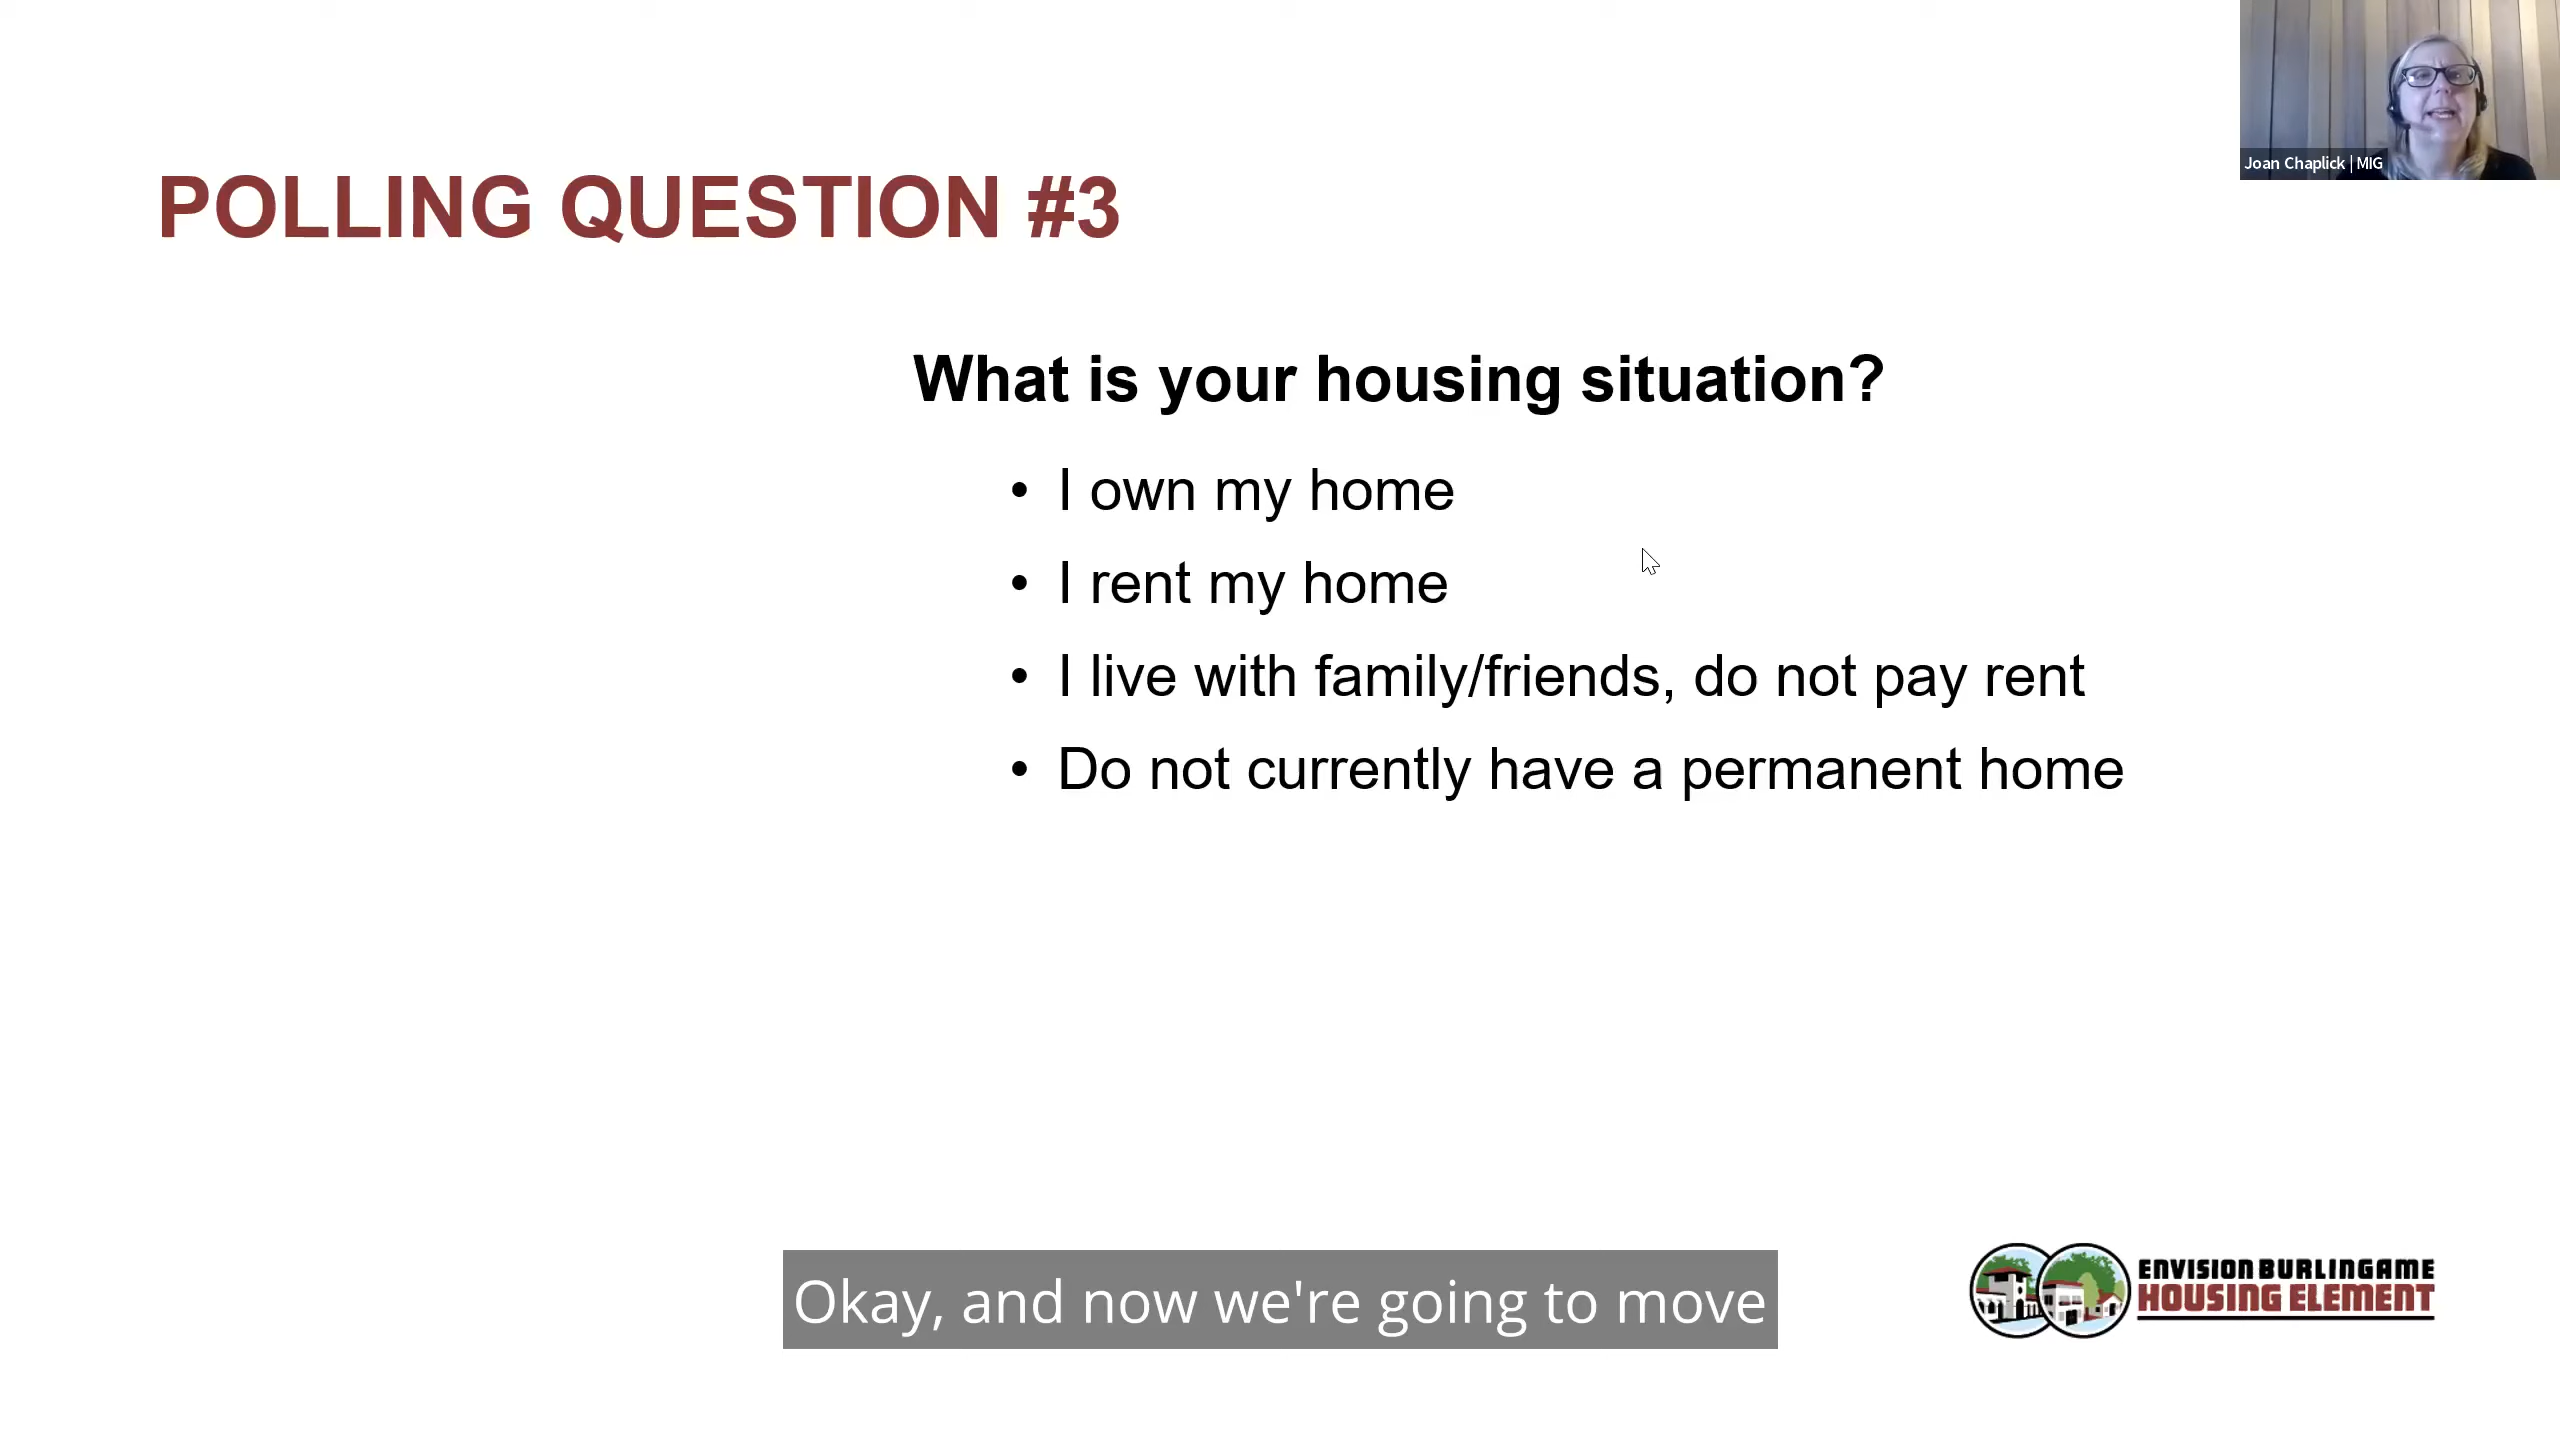 Joan Chaplick | MIG
POLLING QUESTION #3
What is your housing situation?
• I own my home
• I rent my home
• I live with family/friends, do not pay rent
• Do not currently have a permanent home
Okay, and now we're going to move
ENVISION BURLINGAME
HOUSING ELEMENT